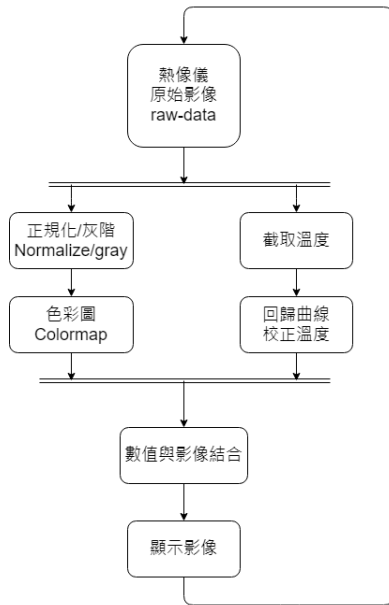 熱像儀
原始影像
raw-data
正規化/灰階
Normalize/gray
截取溫度
色彩圖
Colormap
回歸曲線
校正溫度
數值與影像結合
顯示影像